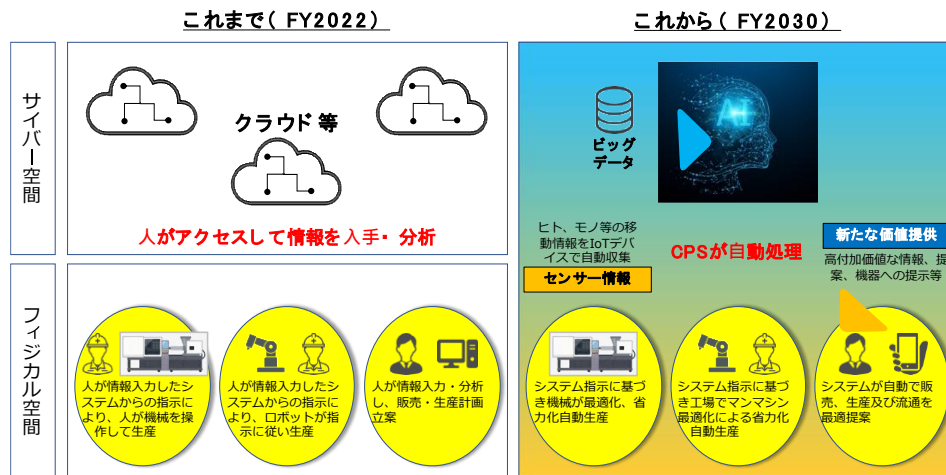 これまで( FY2022)
これから( FY2030)
サイバー空間
クラウド等
人がアクセスして情報を入手・分析
AI
ビッグ
データ
ヒト、モノ等の移
動情報をIoTデバ
イスで自動収集
センサー情報
CPSが自動処理
新たな価値提供
高付加価値な情報、提
案、機器への提示等
フィジカル空間
人が情報入力したシ
ステムからの指示に
より、人が機械を操
作して生産
人が情報入力したシ
ステムからの指示に
より、ロボットが指
示に従い生産
人が情報入力・分析
し、販売・生産計画
立案
システム指示に基づ
き機械が最適化、省
力化自動生産
システム指示に基づ
き工場でマンマシン
最適化による省力化
自動生産
システムが自動で販
売、生産及び流通を
最適提案